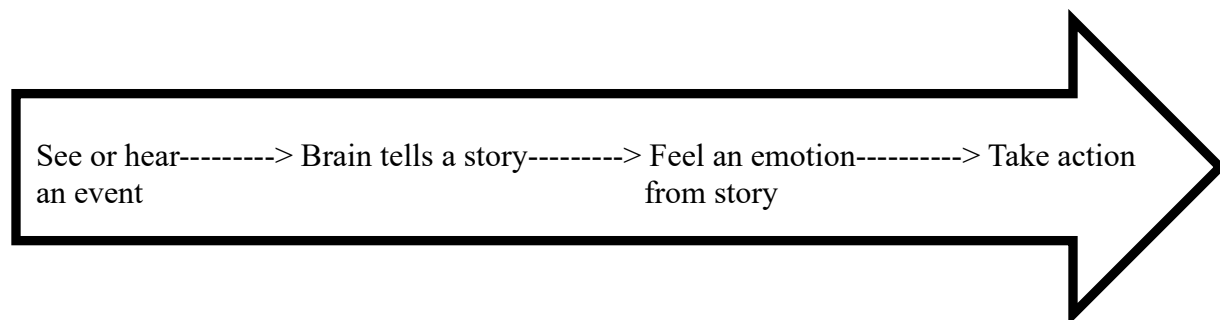 See or hear---------> Brain tells a story---------> Feel an emotion----------> Take action
an event from story